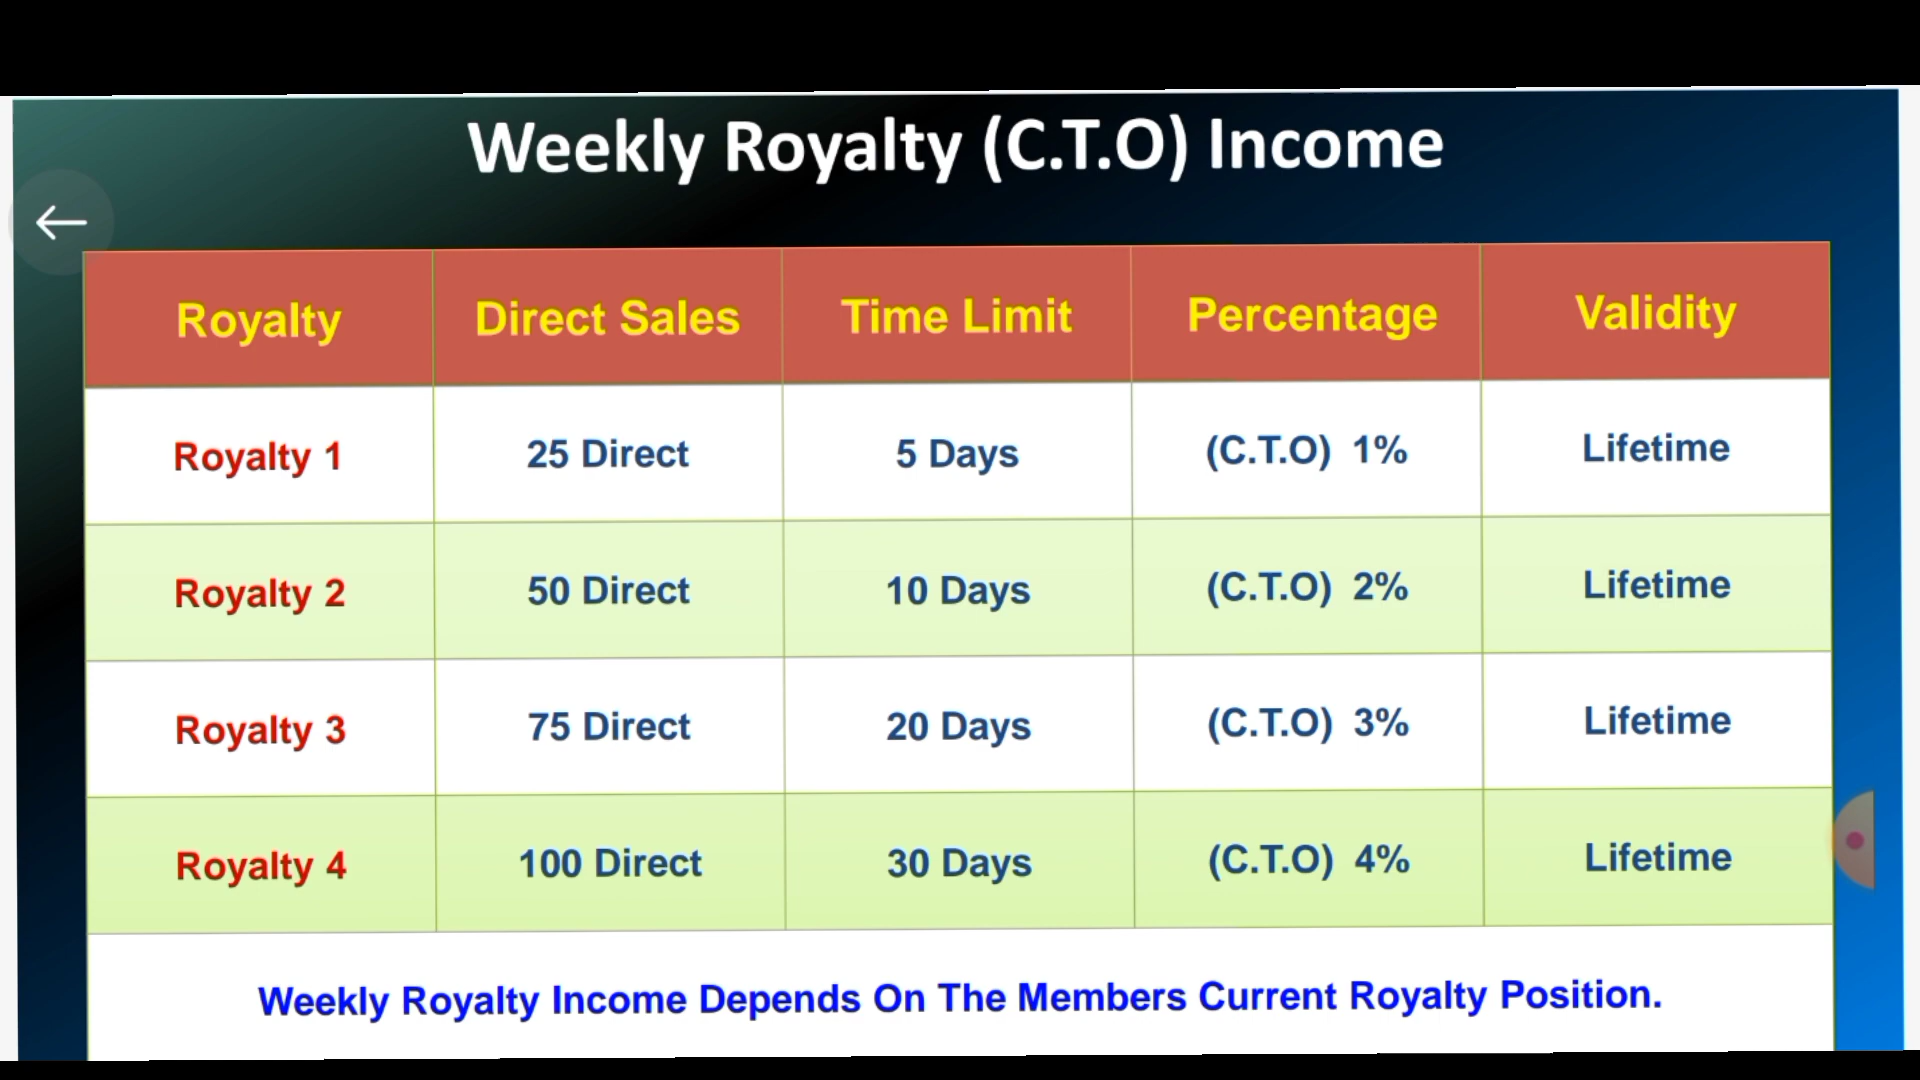 Weekly Royalty (C.T.O) Income
Royalty Direct Sales Time Limit Percentage Validity
Royalty 1 25 Direct 5 Days (C.T.O) 1% Lifetime
Royalty 2 50 Direct 10 Days (C.T.O) 2% Lifetime
Royalty 3 75 Direct 20 Days (C.T.O) 3% Lifetime
Royalty 4 100 Direct 30 Days (C.T.O) 4% Lifetime
Weekly Royalty Income Depends On The Members Current Royalty Position.